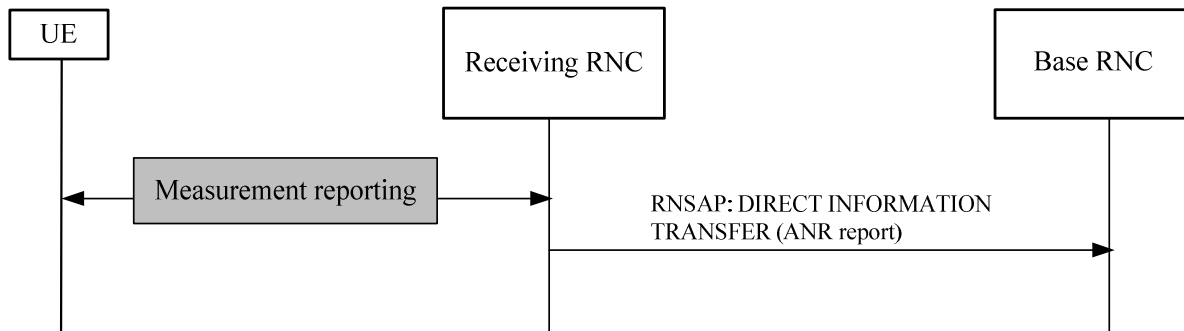 UE
Receiving RNC
Base RNC
Measurement reporting
RNSAP: DIRECT INFORMATION
TRANSFER (ANR report)